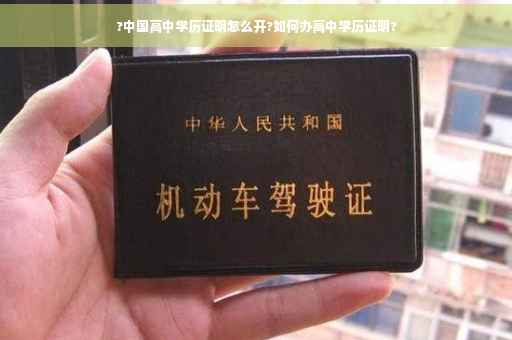 ?中国高中学历证明怎么开?如何办高中学历证明?
中华人民共和国
机动车驾驶证